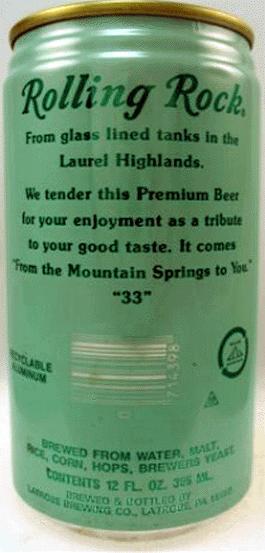 Rolling Rock.
From glass lined tanks in the
Laurel Highlands.
We tender this Premium Beer
for your enjoyment as a tribute
to your good taste. It comes
"From the Mountain Springs to You."
"33"
RECYCLABLE
ALUMINUM
714398
BREWED FROM WATER, MALT,
RICE, CORN, HOPS, BREWERS YEAST
CONTENTS 12 FL. OZ. 355 ML.
BREWED & BOTTLED BY
LATROBE BREWING CO., LATROBE, PA